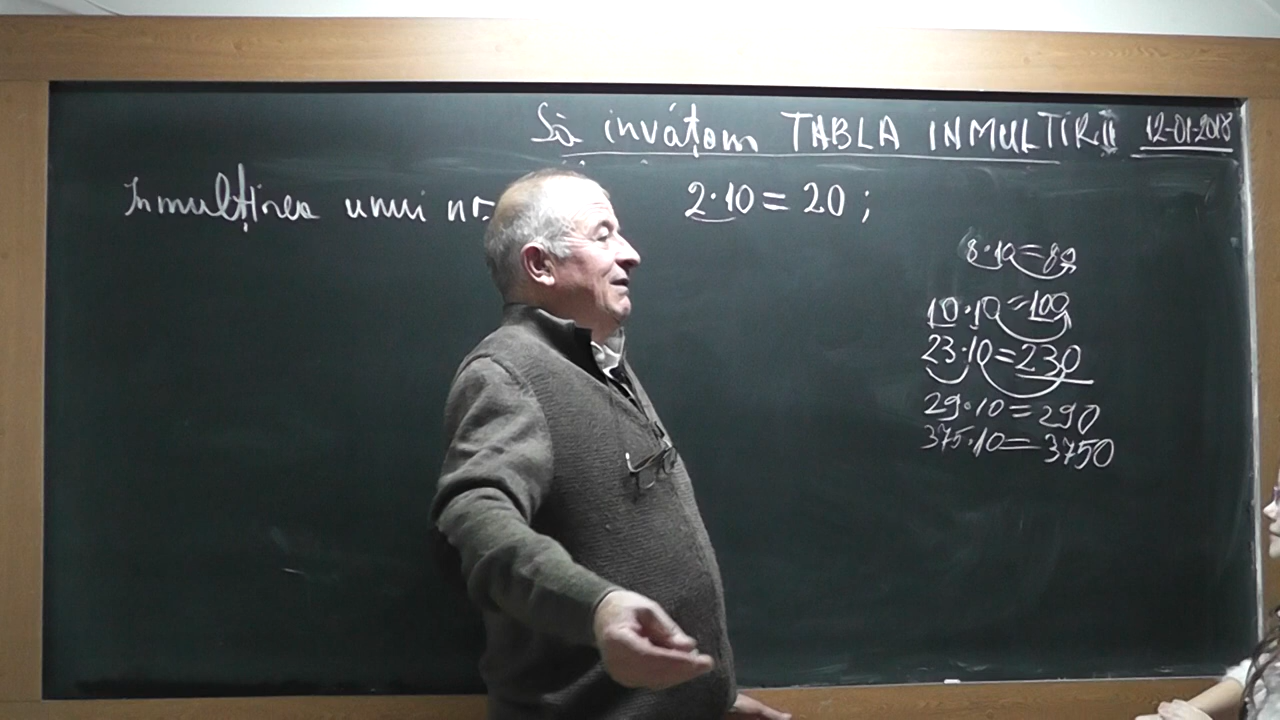 Să învățăm TABLA INMULTIRII 12-01-2018
Inmulțirea unui nr. 2·10=20;
8·10=80
10·10=100
23·10=230
29·10=290
375·10=3750